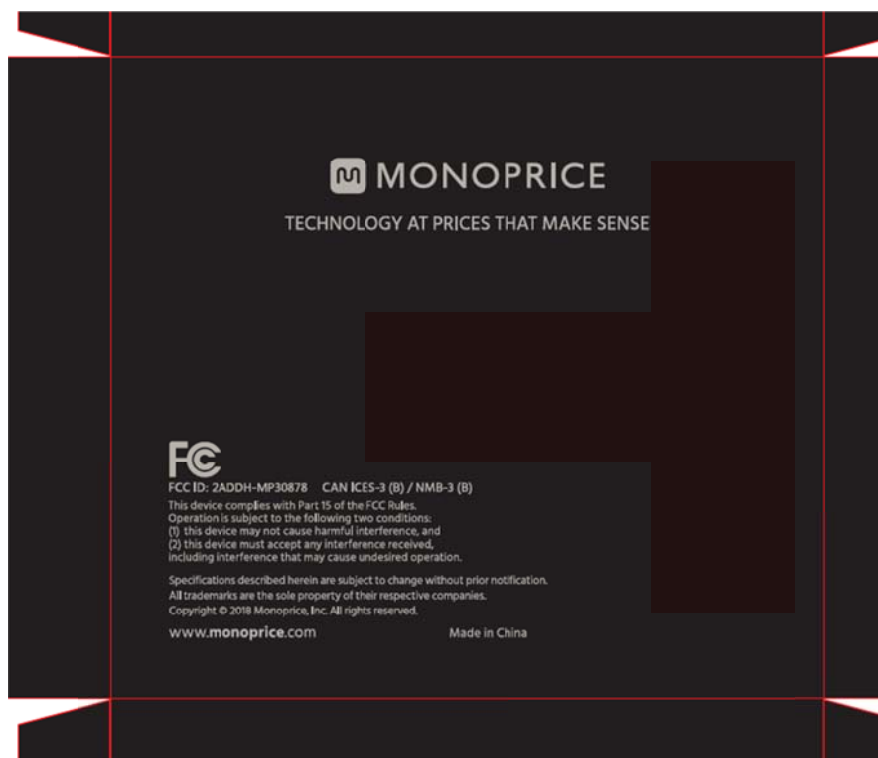 MONOPRICE
TECHNOLOGY AT PRICES THAT MAKE SENSE
FC
FCC ID: 2ADDH-MP30878 CAN ICES-3 (B) / NMB-3 (B)
This device complies with Part 15 of the FCC Rules.
Operation is subject to the following two conditions:
(1) this device may not cause harmful interference, and
(2) this device must accept any interference received,
including interference that may cause undesired operation.
Specifications described herein are subject to change without prior notification.
All trademarks are the sole property of their respective companies.
Copyright © 2018 Monoprice, Inc. All rights reserved.
www.monoprice.com Made in China